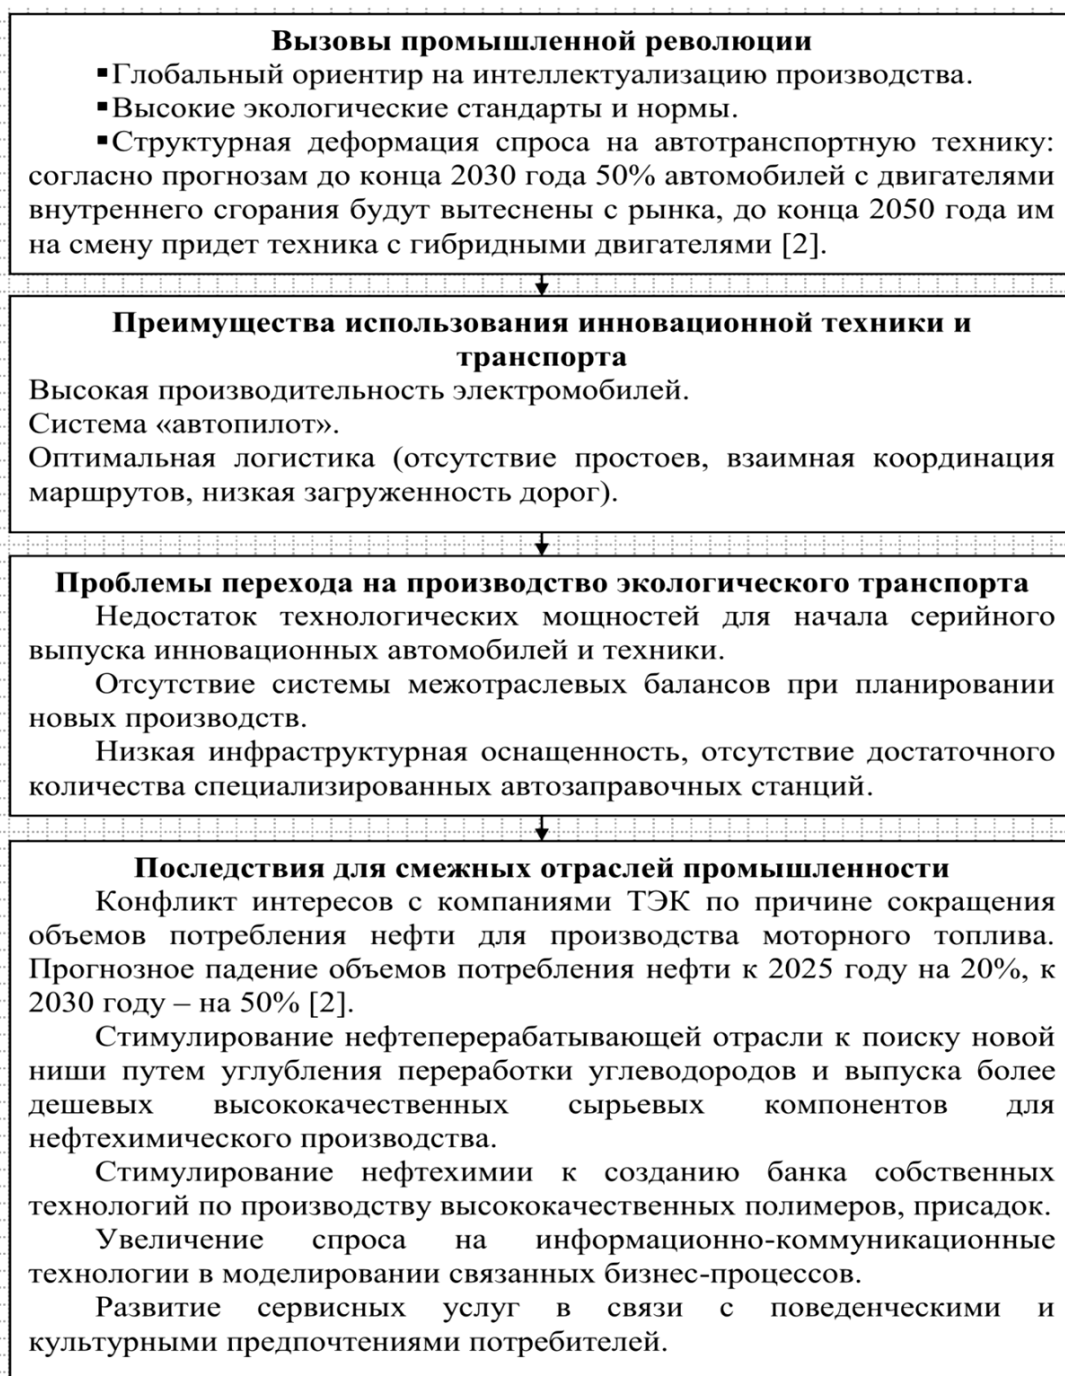 Вызовы промышленной революции
▪Глобальный ориентир на интеллектуализацию производства.
▪Высокие экологические стандарты и нормы.
▪Структурная деформация спроса на автотранспортную технику:
согласно прогнозам до конца 2030 года 50% автомобилей с двигателями
внутреннего сгорания будут вытеснены с рынка, до конца 2050 года им
на смену придет техника с гибридными двигателями [2].
Преимущества использования инновационной техники и
транспорта
Высокая производительность электромобилей.
Система «автопилот».
Оптимальная логистика (отсутствие простоев, взаимная координация
маршрутов, низкая загруженность дорог).
Проблемы перехода на производство экологического транспорта
Недостаток технологических мощностей для начала серийного
выпуска инновационных автомобилей и техники.
Отсутствие системы межотраслевых балансов при планировании
новых производств.
Низкая инфраструктурная оснащенность, отсутствие достаточного
количества специализированных автозаправочных станций.
Последствия для смежных отраслей промышленности
Конфликт интересов с компаниями ТЭК по причине сокращения
объемов потребления нефти для производства моторного топлива.
Прогнозное падение объемов потребления нефти к 2025 году на 20%, к
2030 году – на 50% [2].
Стимулирование нефтеперерабатывающей отрасли к поиску новой
ниши путем углубления переработки углеводородов и выпуска более
дешевых высококачественных сырьевых компонентов для
нефтехимического производства.
Стимулирование нефтехимии к созданию банка собственных
технологий по производству высококачественных полимеров, присадок.
Увеличение спроса на информационно-коммуникационные
технологии в моделировании связанных бизнес-процессов.
Развитие сервисных услуг в связи с поведенческими и
культурными предпочтениями потребителей.